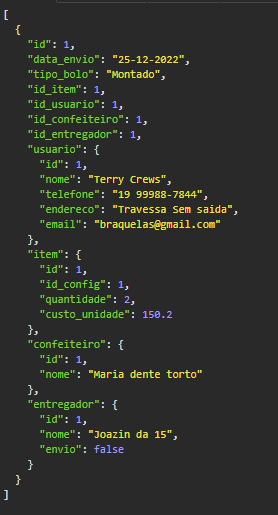 [
  {
    "id": 1,
    "data_envio": "25-12-2022",
    "tipo_bolo": "Montado",
    "id_item": 1,
    "id_usuario": 1,
    "id_confeiteiro": 1,
    "id_entregador": 1,
    "usuario": {
      "id": 1,
      "nome": "Terry Crews",
      "telefone": "19 99988-7844",
      "endereco": "Travessa Sem saida",
      "email": "braquelas@gmail.com"
    },
    "item": {
      "id": 1,
      "id_config": 1,
      "quantidade": 2,
      "custo_unidade": 150.2
    },
    "confeiteiro": {
      "id": 1,
      "nome": "Maria dente torto"
    },
    "entregador": {
      "id": 1,
      "nome": "Joazin da 15",
      "envio": false
    }
  }
]